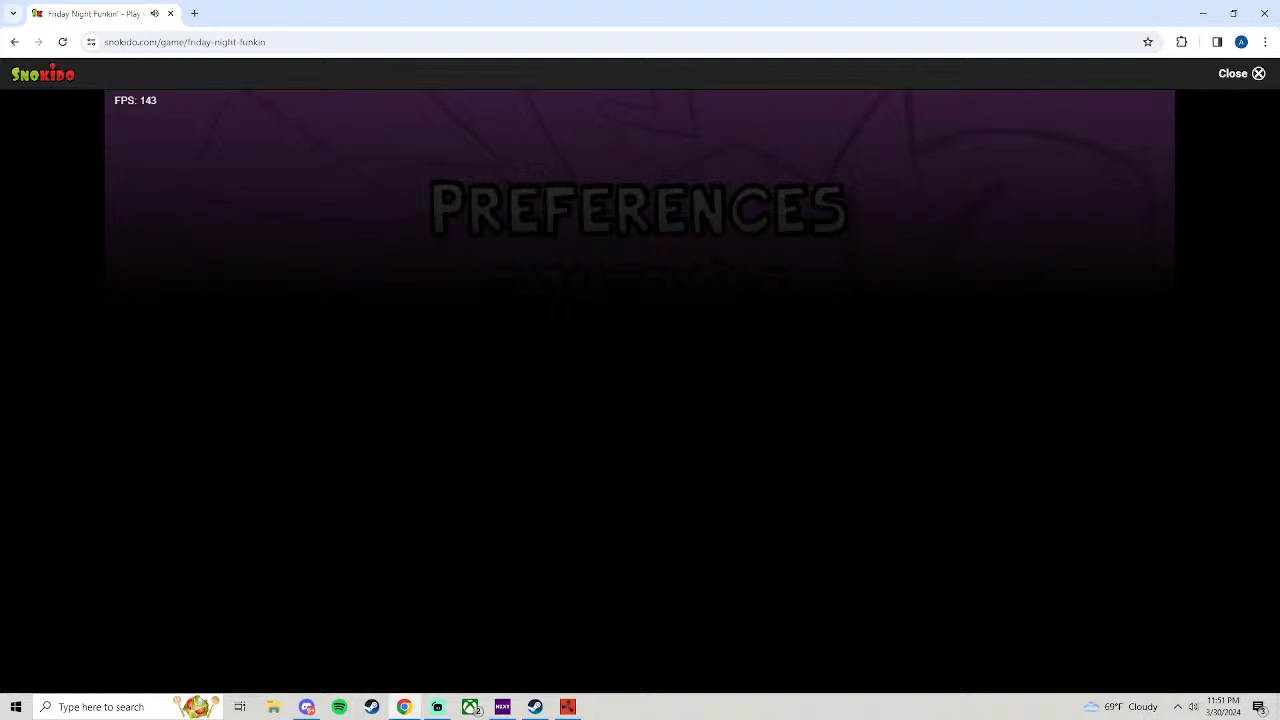 Friday Night Funkin' - Play
snokido.com/game/friday-night-funkin
A
SNOKIDO
Close
FPS: 143
PREFERENCES
Type here to search
NEXT
69°F Cloudy
11:51 PM
3/30/2024